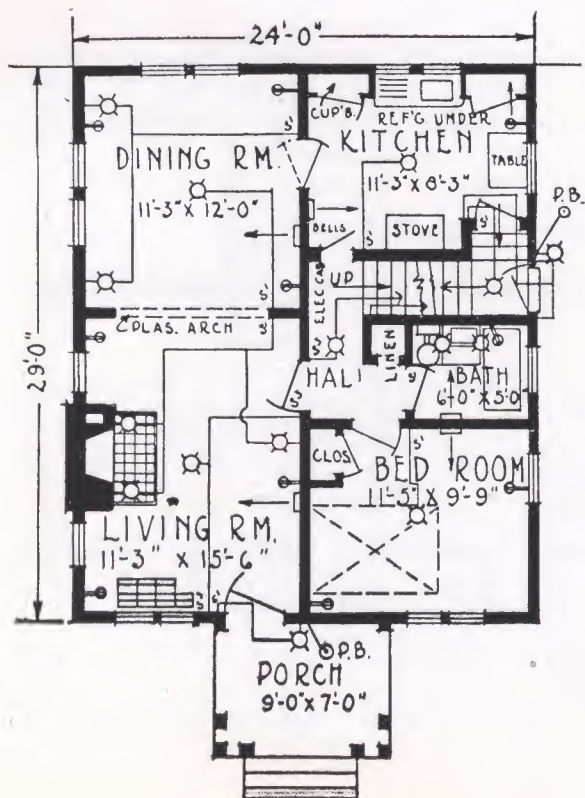 24'-0"
29'-0"
CUP'B.
REF'G. UNDER
KITCHEN
11'-3" X 8'-3"
TABLE
DINING RM.
11'-3" X 12'-0"
P.B.
BELLS
STOVE
ELEC. CAB
UP
PLAS. ARCH
LINEN
HALL
BATH
6'-0" X 5'-0"
CLOS.
BED ROOM
11'-5" X 9'-9"
LIVING RM.
11'-3" X 15'-6"
P.B.
PORCH
9'-0" X 7'-0"